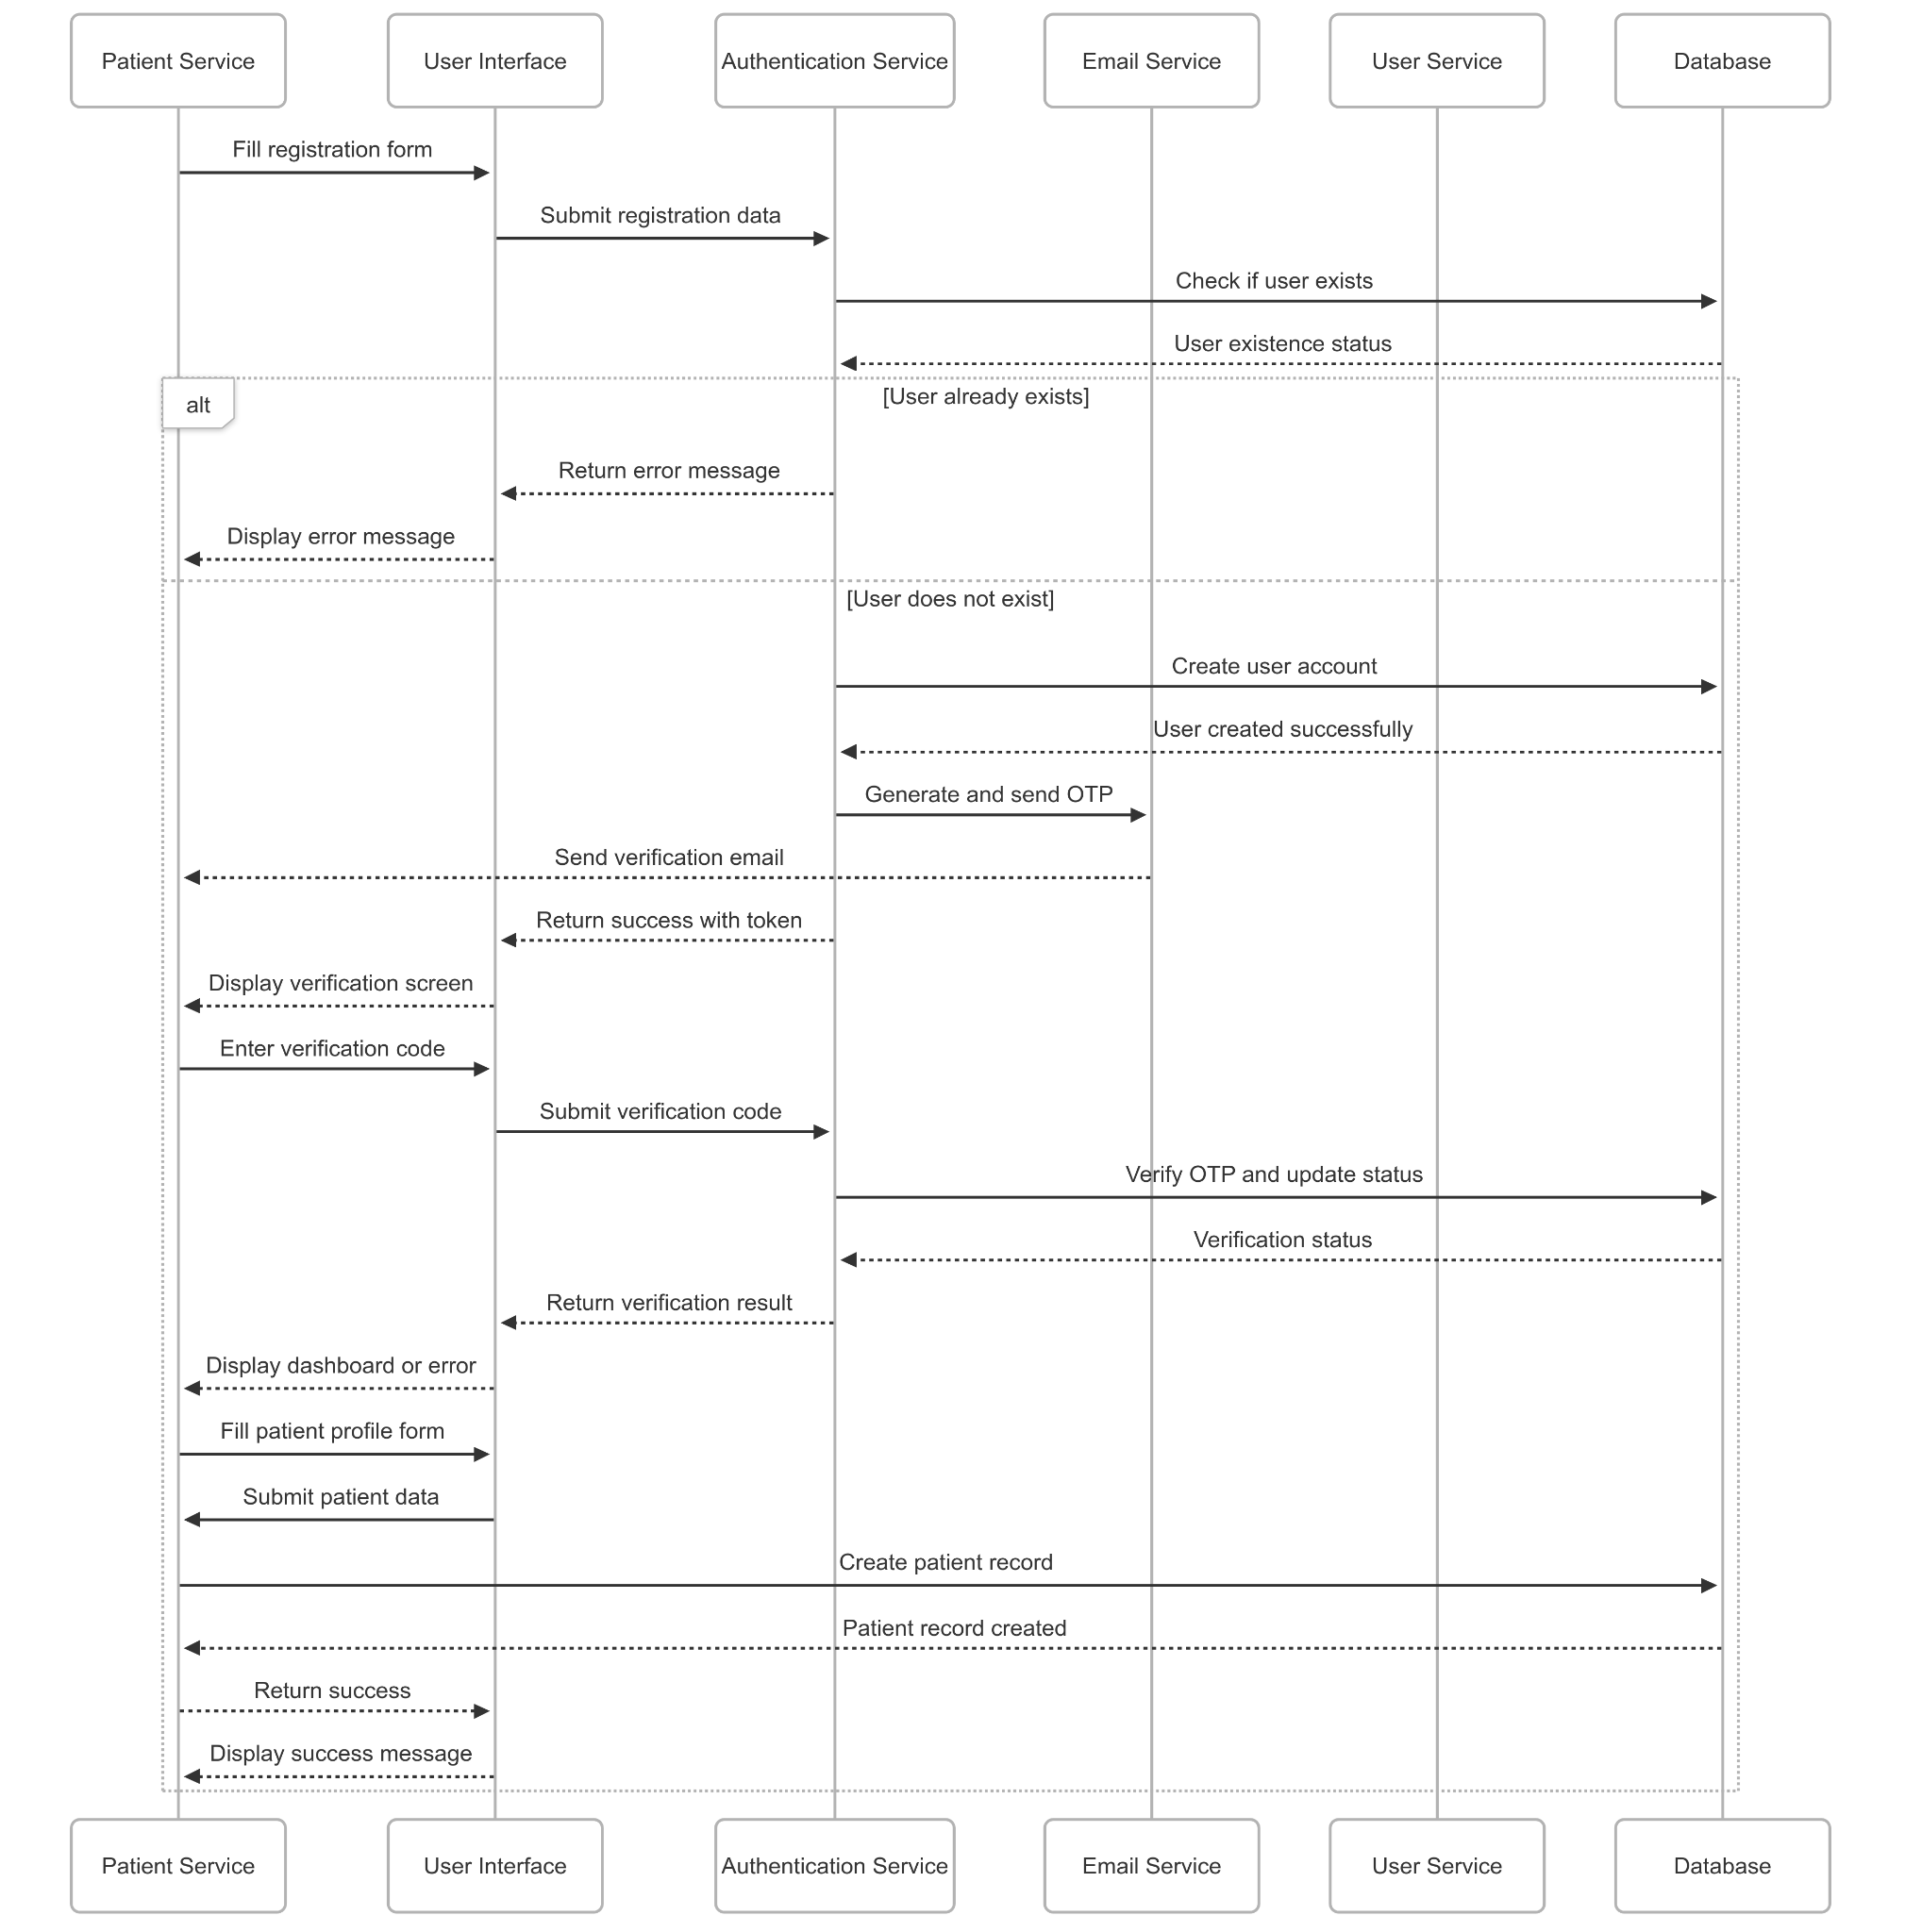 Patient Service
User Interface
Authentication Service
Email Service
User Service
Database
Fill registration form
Submit registration data
Check if user exists
User existence status
alt
[User already exists]
Return error message
Display error message
[User does not exist]
Create user account
User created successfully
Generate and send OTP
Send verification email
Return success with token
Display verification screen
Enter verification code
Submit verification code
Verify OTP and update status
Verification status
Return verification result
Display dashboard or error
Fill patient profile form
Submit patient data
Create patient record
Patient record created
Return success
Display success message
Patient Service
User Interface
Authentication Service
Email Service
User Service
Database